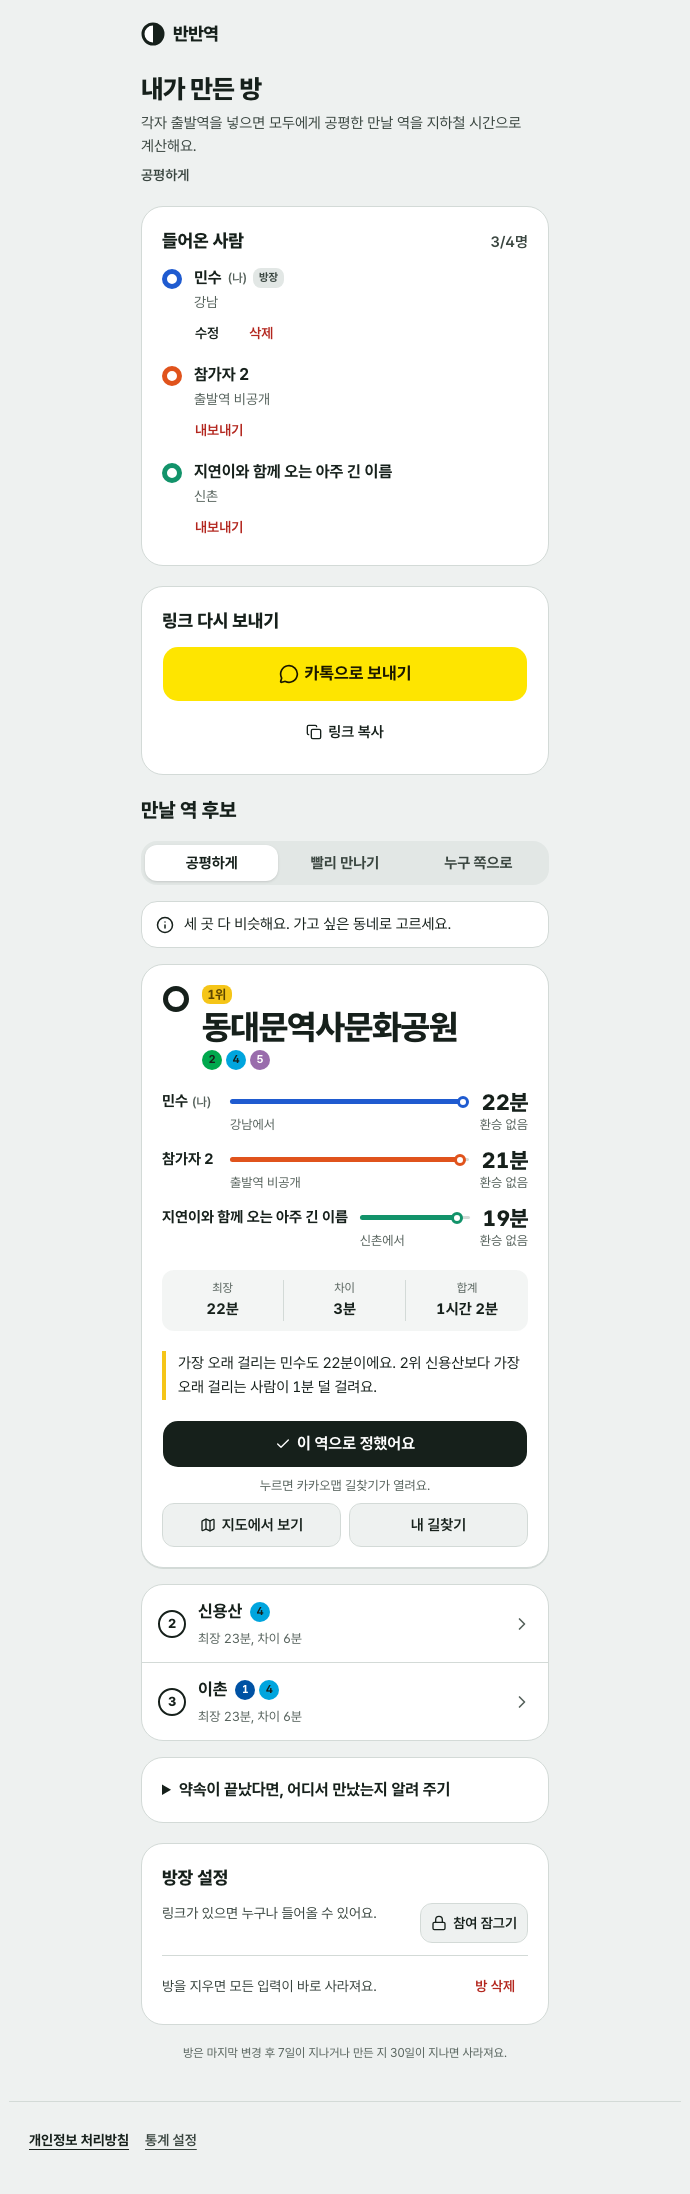 반반역
내가 만든 방
각자 출발역을 넣으면 모두에게 공평한 만날 역을 지하철 시간으로
계산해요.
공평하게
들어온 사람 3/4명
민수 (나) 방장
강남
수정 삭제
참가자 2
출발역 비공개
내보내기
지연이와 함께 오는 아주 긴 이름
신촌
내보내기
링크 다시 보내기
카톡으로 보내기
링크 복사
만날 역 후보
공평하게 빨리 만나기 누구 쪽으로
세 곳 다 비슷해요. 가고 싶은 동네로 고르세요.
1위
동대문역사문화공원
2 4 5
민수 (나) 22분
강남에서 환승 없음
참가자 2 21분
출발역 비공개 환승 없음
지연이와 함께 오는 아주 긴 이름 19분
신촌에서 환승 없음
최장 차이 합계
22분 3분 1시간 2분
가장 오래 걸리는 민수도 22분이에요. 2위 신용산보다 가장
오래 걸리는 사람이 1분 덜 걸려요.
이 역으로 정했어요
누르면 카카오맵 길찾기가 열려요.
지도에서 보기 내 길찾기
2 신용산 4
최장 23분, 차이 6분
3 이촌 1 4
최장 23분, 차이 6분
약속이 끝났다면, 어디서 만났는지 알려 주기
방장 설정
링크가 있으면 누구나 들어올 수 있어요. 참여 잠그기
방을 지우면 모든 입력이 바로 사라져요. 방 삭제
방은 마지막 변경 후 7일이 지나거나 만든 지 30일이 지나면 사라져요.
개인정보 처리방침 통계 설정